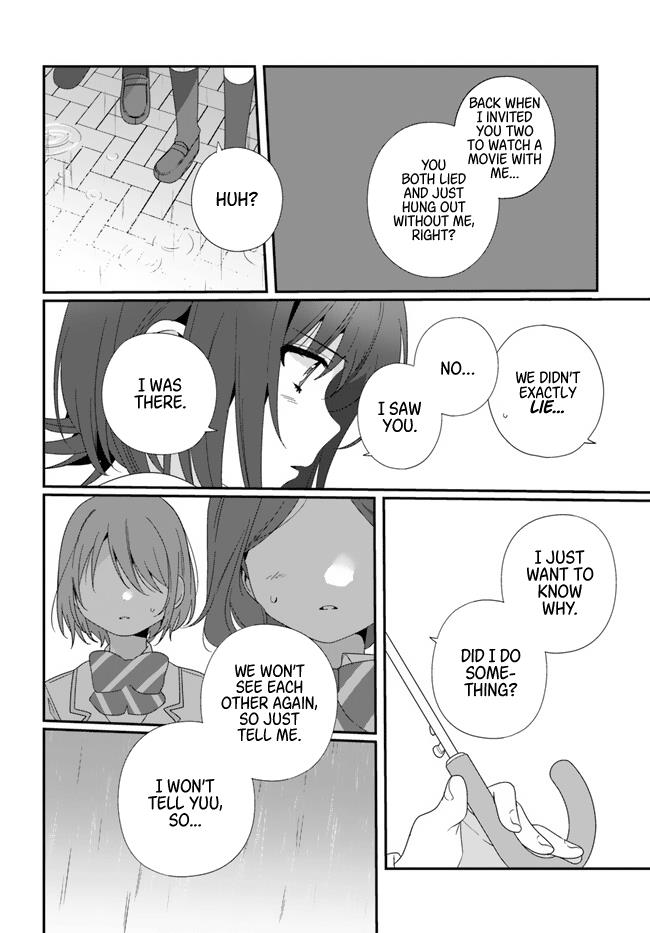 BACK WHEN
I INVITED
YOU TWO
TO WATCH A
MOVIE WITH
ME...
YOU
BOTH LIED
AND JUST
HUNG OUT
WITHOUT ME,
RIGHT?
HUH?
WE DIDN'T
EXACTLY
LIE...
NO...
I SAW
YOU.
I WAS
THERE.
I JUST
WANT TO
KNOW
WHY.
DID I DO
SOME-
THING?
WE WON'T
SEE EACH
OTHER AGAIN,
SO JUST
TELL ME.
I WON'T
TELL YUU,
SO...